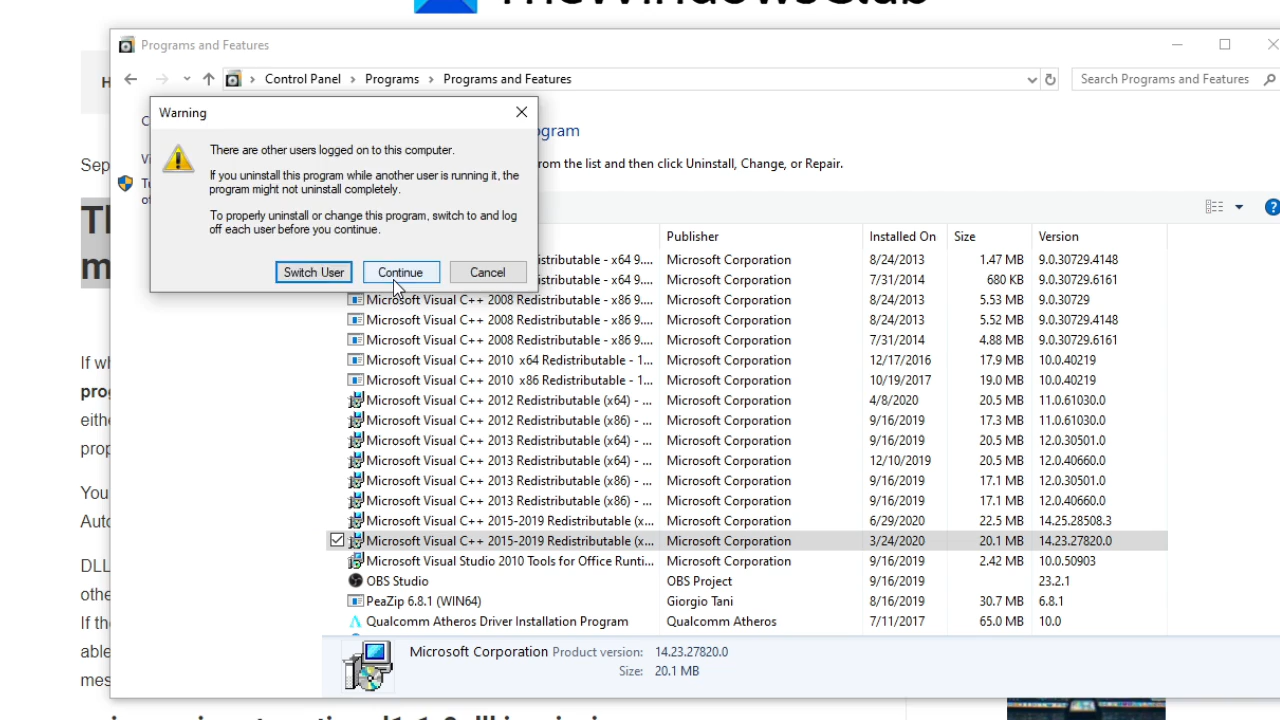 TheWindowsClub
Programs and Features
Control Panel > Programs > Programs and Features
Search Programs and Features
Warning
There are other users logged on to this computer.
If you uninstall this program while another user is running it, the
program might not uninstall completely.
To properly uninstall or change this program, switch to and log
off each user before you continue.
Switch User Continue Cancel
rom the list and then click Uninstall, Change, or Repair.
Publisher Installed On Size Version
istributable - x64 9.... Microsoft Corporation 8/24/2013 1.47 MB 9.0.30729.4148
istributable - x64 9.... Microsoft Corporation 7/31/2014 680 KB 9.0.30729.6161
Microsoft Visual C++ 2008 Redistributable - x86 9.... Microsoft Corporation 8/24/2013 5.53 MB 9.0.30729
Microsoft Visual C++ 2008 Redistributable - x86 9.... Microsoft Corporation 8/24/2013 5.52 MB 9.0.30729.4148
Microsoft Visual C++ 2008 Redistributable - x86 9.... Microsoft Corporation 7/31/2014 4.88 MB 9.0.30729.6161
Microsoft Visual C++ 2010 x64 Redistributable - 1... Microsoft Corporation 12/17/2016 17.9 MB 10.0.40219
Microsoft Visual C++ 2010 x86 Redistributable - 1... Microsoft Corporation 10/19/2017 19.0 MB 10.0.40219
Microsoft Visual C++ 2012 Redistributable (x64) - ... Microsoft Corporation 4/8/2020 20.5 MB 11.0.61030.0
Microsoft Visual C++ 2012 Redistributable (x86) - ... Microsoft Corporation 9/16/2019 17.3 MB 11.0.61030.0
Microsoft Visual C++ 2013 Redistributable (x64) - ... Microsoft Corporation 9/16/2019 20.5 MB 12.0.30501.0
Microsoft Visual C++ 2013 Redistributable (x64) - ... Microsoft Corporation 12/10/2019 20.5 MB 12.0.40660.0
Microsoft Visual C++ 2013 Redistributable (x86) - ... Microsoft Corporation 9/16/2019 17.1 MB 12.0.30501.0
Microsoft Visual C++ 2013 Redistributable (x86) - ... Microsoft Corporation 9/16/2019 17.1 MB 12.0.40660.0
Microsoft Visual C++ 2015-2019 Redistributable (x... Microsoft Corporation 6/29/2020 22.5 MB 14.25.28508.3
Microsoft Visual C++ 2015-2019 Redistributable (x... Microsoft Corporation 3/24/2020 20.1 MB 14.23.27820.0
Microsoft Visual Studio 2010 Tools for Office Runti... Microsoft Corporation 9/16/2019 2.42 MB 10.0.50903
OBS Studio OBS Project 9/16/2019 23.2.1
PeaZip 6.8.1 (WIN64) Giorgio Tani 8/16/2019 30.7 MB 6.8.1
Qualcomm Atheros Driver Installation Program Qualcomm Atheros 7/11/2017 65.0 MB 10.0
Microsoft Corporation Product version: 14.23.27820.0
Size: 20.1 MB
Sep
If wh
prog
eithe
prop
You
Auto
DLL
othe
If the
able
mes